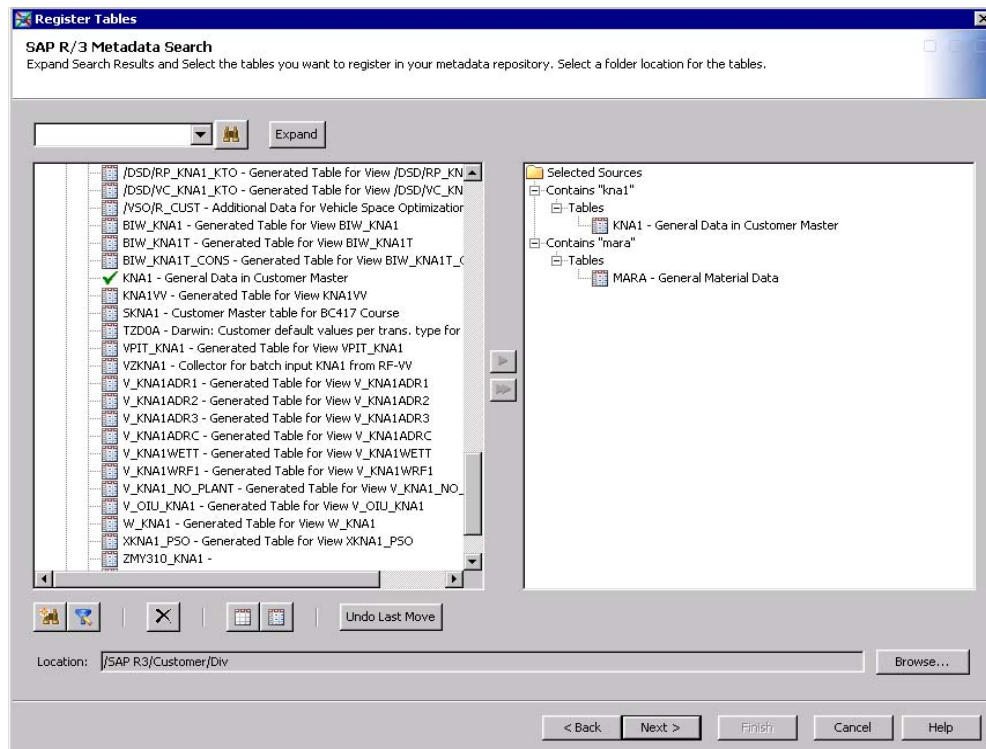 Register Tables
SAP R/3 Metadata Search
Expand Search Results and Select the tables you want to register in your metadata repository. Select a folder location for the tables.
Expand
/DSD/RP_KNA1_KTO - Generated Table for View /DSD/RP_KN
/DSD/VC_KNA1_KTO - Generated Table for View /DSD/VC_KN
/VSO/R_CUST - Additional Data for Vehicle Space Optimization
BIW_KNA1 - Generated Table for View BIW_KNA1
BIW_KNA1T - Generated Table for View BIW_KNA1T
BIW_KNA1T_CONS - Generated Table for View BIW_KNA1T_C
KNA1 - General Data in Customer Master
KNA1VV - Generated Table for View KNA1VV
SKNA1 - Customer Master table for BC417 Course
TZD0A - Darwin: Customer default values per trans. type for
VPIT_KNA1 - Generated Table for View VPIT_KNA1
VZKNA1 - Collector for batch input KNA1 from RF-VV
V_KNA1ADR1 - Generated Table for View V_KNA1ADR1
V_KNA1ADR2 - Generated Table for View V_KNA1ADR2
V_KNA1ADR3 - Generated Table for View V_KNA1ADR3
V_KNA1ADRC - Generated Table for View V_KNA1ADRC
V_KNA1WETT - Generated Table for View V_KNA1WETT
V_KNA1WRF1 - Generated Table for View V_KNA1WRF1
V_KNA1_NO_PLANT - Generated Table for View V_KNA1_NO_
V_OIU_KNA1 - Generated Table for View V_OIU_KNA1
W_KNA1 - Generated Table for View W_KNA1
XKNA1_PSO - Generated Table for View XKNA1_PSO
ZMY310_KNA1 -
Selected Sources
Contains "kna1"
Tables
KNA1 - General Data in Customer Master
Contains "mara"
Tables
MARA - General Material Data
Undo Last Move
Location: /SAP R3/Customer/Div Browse...
< Back Next > Finish Cancel Help